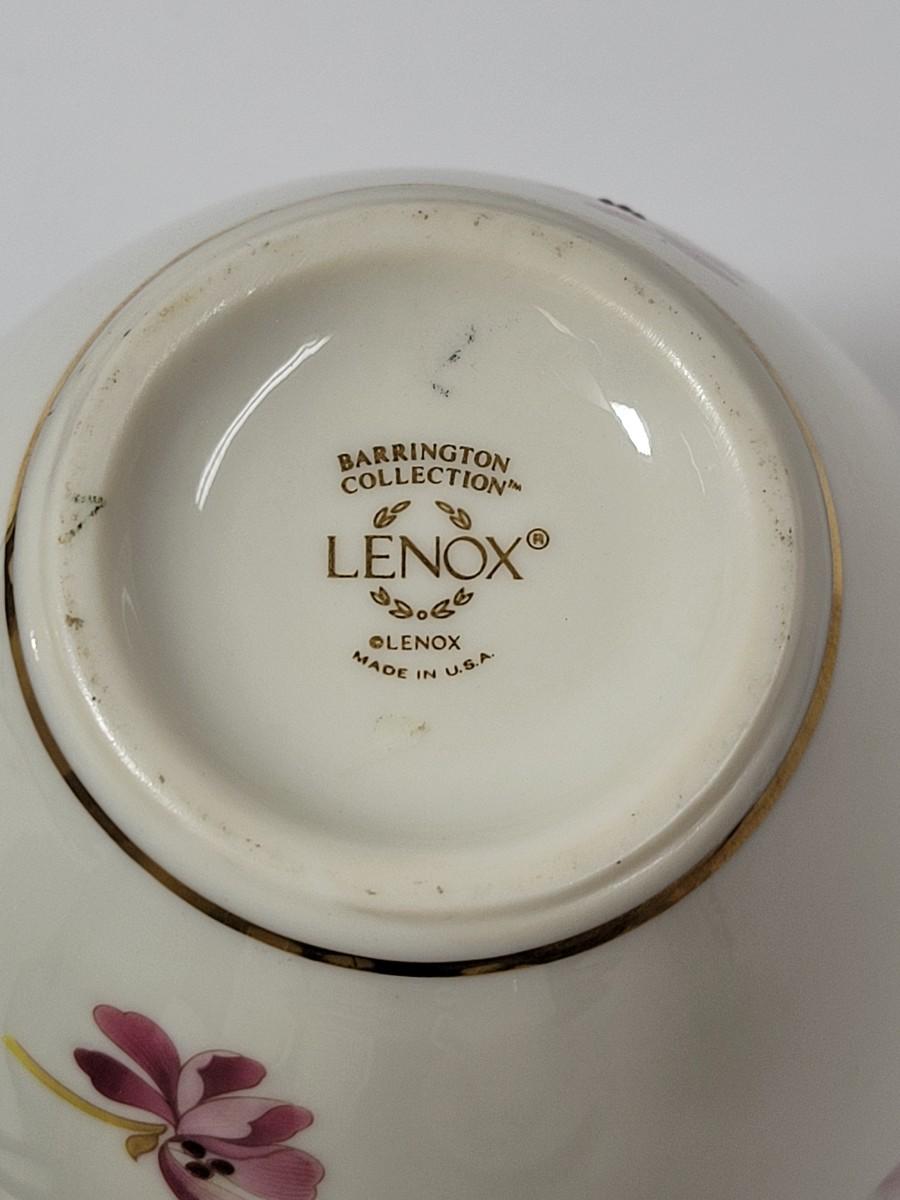 BARRINGTON
COLLECTION™
LENOX®
©LENOX
MADE IN U.S.A.